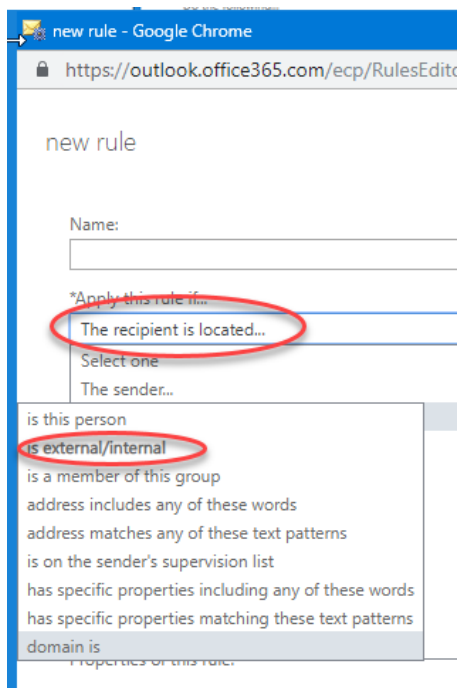 new rule - Google Chrome
https://outlook.office365.com/ecp/RulesEdito
new rule
Name:
*Apply this rule if...
The recipient is located...
Select one
The sender...
is this person
is external/internal
is a member of this group
address includes any of these words
address matches any of these text patterns
is on the sender's supervision list
has specific properties including any of these words
has specific properties matching these text patterns
domain is
Properties of this rule: